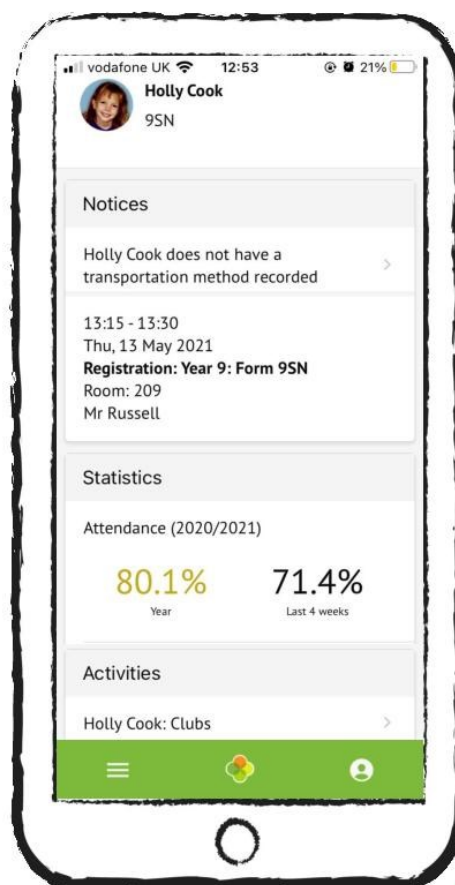 vodafone UK 12:53 21%
Holly Cook
9SN
Notices
Holly Cook does not have a
transportation method recorded
13:15 - 13:30
Thu, 13 May 2021
Registration: Year 9: Form 9SN
Room: 209
Mr Russell
Statistics
Attendance (2020/2021)
80.1% 71.4%
Year Last 4 weeks
Activities
Holly Cook: Clubs